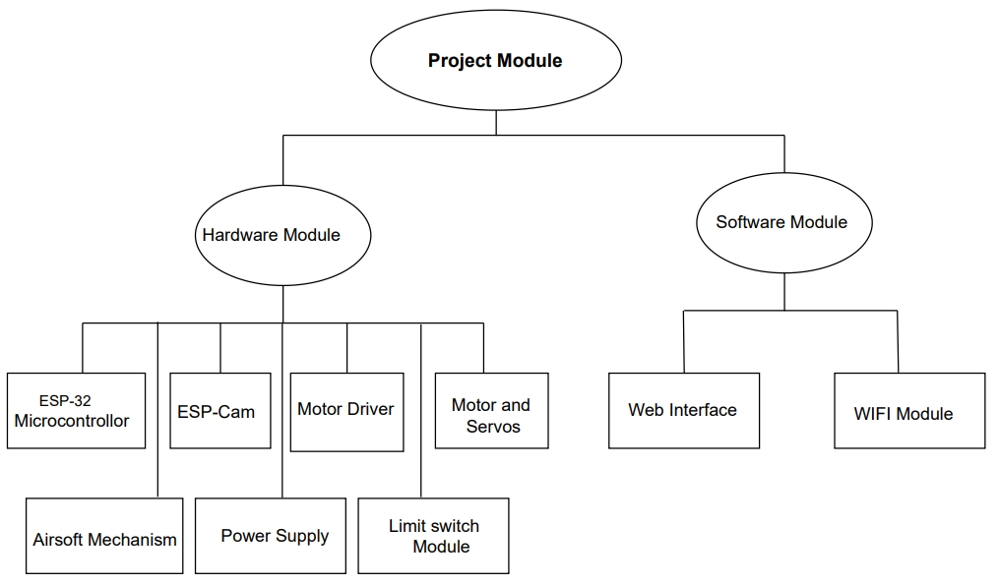 Project Module
Hardware Module
Software Module
ESP-32
Microcontrollor
ESP-Cam
Motor Driver
Motor and
Servos
Web Interface
WIFI Module
Airsoft Mechanism
Power Supply
Limit switch
Module